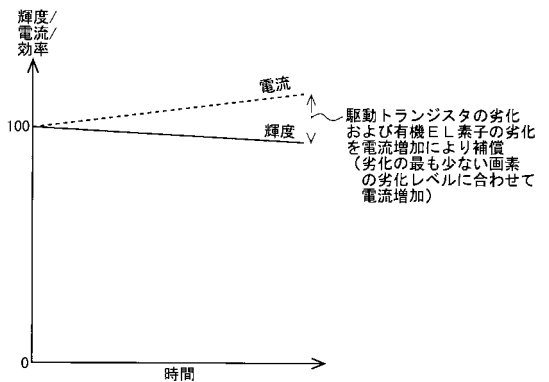 輝度/
電流/
効率
電流
100
輝度
駆動トランジスタの劣化
および有機EL素子の劣化
を電流増加により補償
(劣化の最も少ない画素
の劣化レベルに合わせて
電流増加)
0
時間